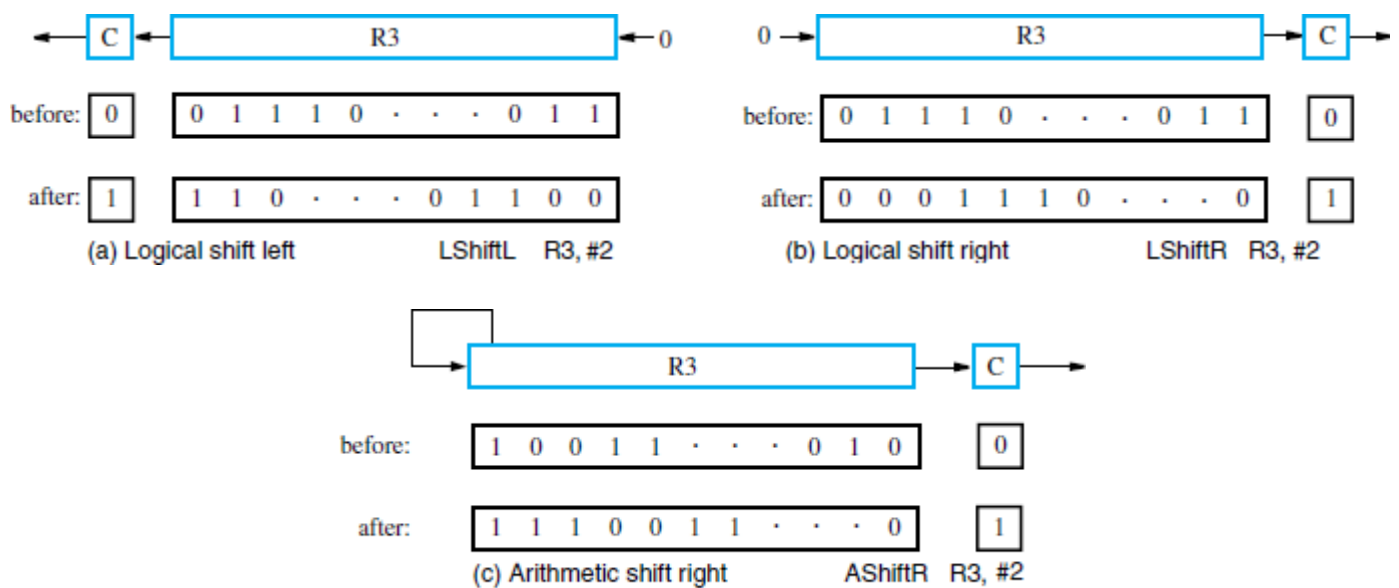 C R3 0
before: 0 0 1 1 1 0 · · · 0 1 1
after: 1 1 1 0 · · · 0 1 1 0 0
(a) Logical shift left LShiftL R3, #2
0 R3 C
before: 0 1 1 1 0 · · · 0 1 1 0
after: 0 0 0 1 1 1 0 · · · 0 1
(b) Logical shift right LShiftR R3, #2
R3 C
before: 1 0 0 1 1 · · · 0 1 0 0
after: 1 1 1 0 0 1 1 · · · 0 1
(c) Arithmetic shift right AShiftR R3, #2